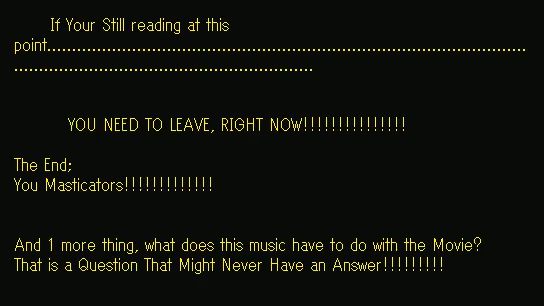 If Your Still reading at this
point................................................................................................
............................................................
YOU NEED TO LEAVE, RIGHT NOW!!!!!!!!!!!!!!!
The End;
You Masticators!!!!!!!!!!!!!
And 1 more thing, what does this music have to do with the Movie?
That is a Question That Might Never Have an Answer!!!!!!!!!